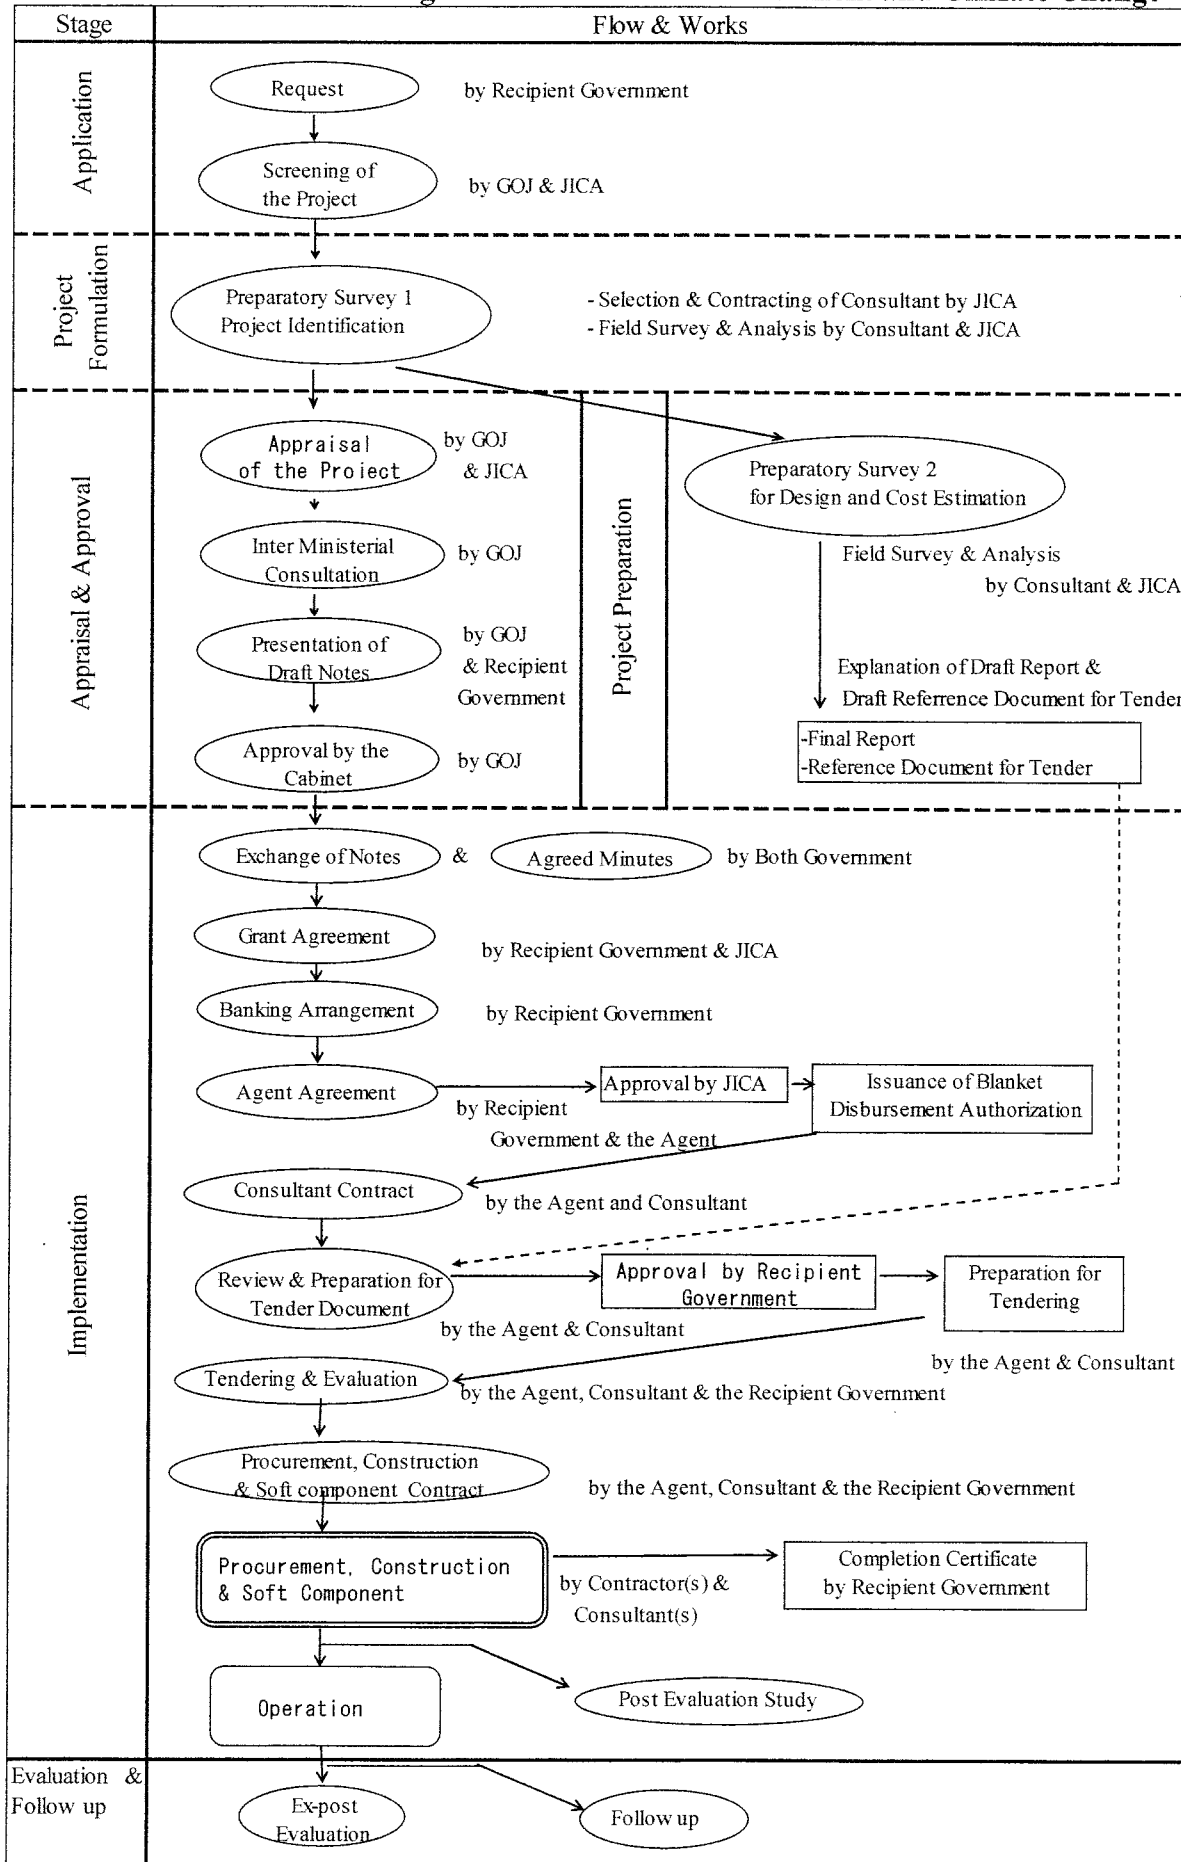 Stage
Flow & Works
Application
Request
by Recipient Government
Screening of
the Project
by GOJ & JICA
Project
Formulation
Preparatory Survey 1
Project Identification
- Selection & Contracting of Consultant by JICA
- Field Survey & Analysis by Consultant & JICA
Appraisal & Approval
Appraisal
of the Proiect
by GOJ
& JICA
Inter Ministerial
Consultation
by GOJ
Presentation of
Draft Notes
by GOJ
& Recipient
Government
Approval by the
Cabinet
by GOJ
Project Preparation
Preparatory Survey 2
for Design and Cost Estimation
Field Survey & Analysis
by Consultant & JICA
Explanation of Draft Report &
Draft Referrence Document for Tender
-Final Report
-Reference Document for Tender
Implementation
Exchange of Notes
&
Agreed Minutes
by Both Government
Grant Agreement
by Recipient Government & JICA
Banking Arrangement
by Recipient Government
Agent Agreement
by Recipient
Government & the Agent
Approval by JICA
Issuance of Blanket
Disbursement Authorization
Consultant Contract
by the Agent and Consultant
Review & Preparation for
Tender Document
by the Agent & Consultant
Approval by Recipient
Government
Preparation for
Tendering
by the Agent & Consultant
Tendering & Evaluation
by the Agent, Consultant & the Recipient Government
Procurement, Construction
& Soft component Contract
by the Agent, Consultant & the Recipient Government
Procurement, Construction
& Soft Component
by Contractor(s) &
Consultant(s)
Completion Certificate
by Recipient Government
Operation
Post Evaluation Study
Evaluation &
Follow up
Ex-post
Evaluation
Follow up